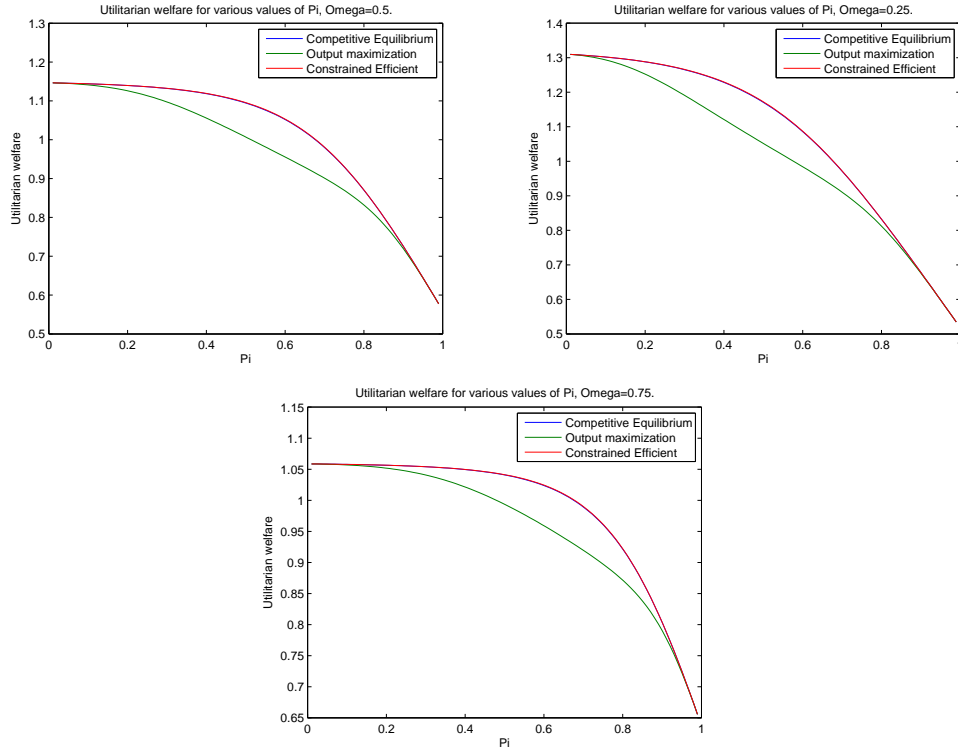 Utilitarian welfare for various values of Pi, Omega=0.5.
1.3
1.2
1.1
1
0.9
0.8
0.7
0.6
0.5
Utilitarian welfare
Competitive Equilibrium
Output maximization
Constrained Efficient
0
0.2
0.4
0.6
0.8
1
Pi
Utilitarian welfare for various values of Pi, Omega=0.25.
1.4
1.3
1.2
1.1
1
0.9
0.8
0.7
0.6
0.5
Utilitarian welfare
Competitive Equilibrium
Output maximization
Constrained Efficient
0
0.2
0.4
0.6
0.8
1
Pi
Utilitarian welfare for various values of Pi, Omega=0.75.
1.15
1.1
1.05
1
0.95
0.9
0.85
0.8
0.75
0.7
0.65
Utilitarian welfare
Competitive Equilibrium
Output maximization
Constrained Efficient
0
0.2
0.4
0.6
0.8
1
Pi